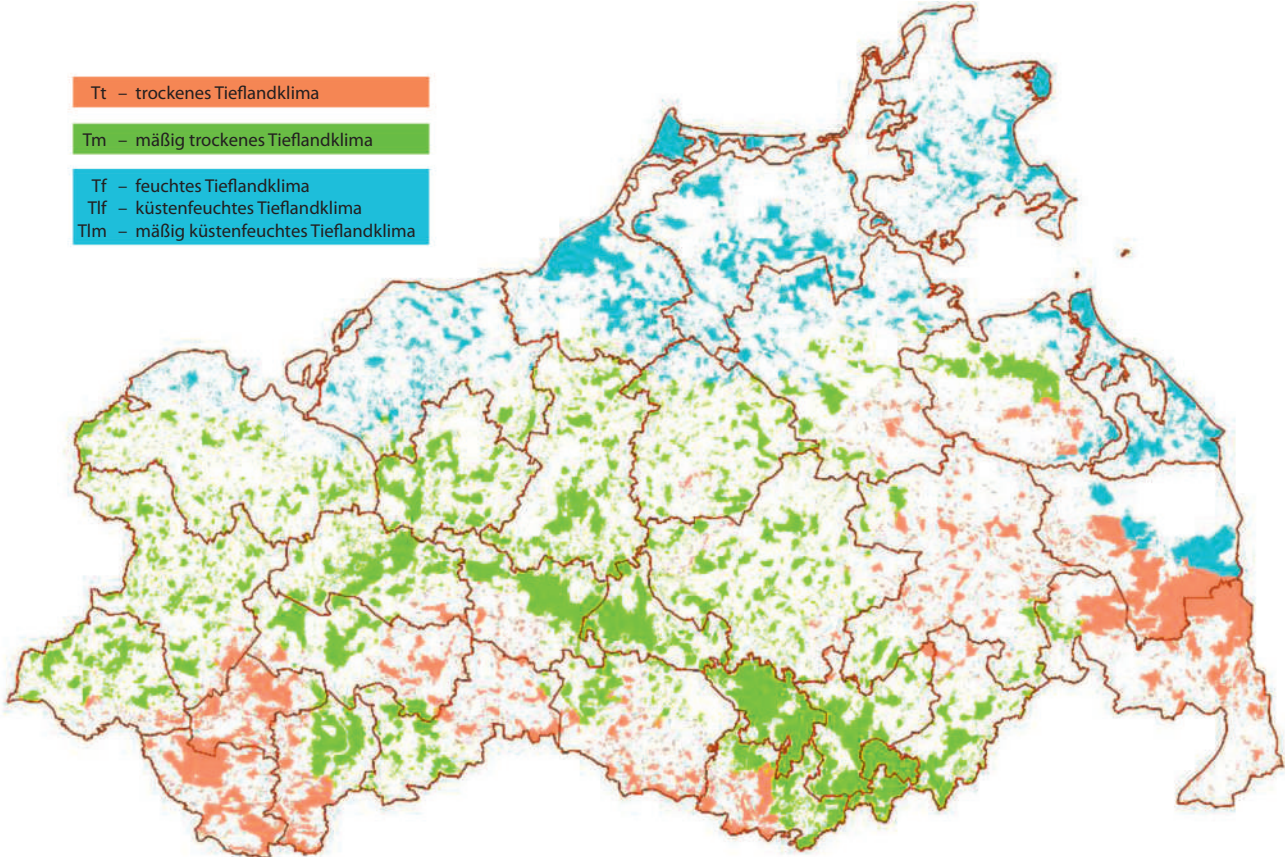 Tt – trockenes Tieflandklima
Tm – mäßig trockenes Tieflandklima
Tf – feuchtes Tieflandklima
Tlf – küstenfeuchtes Tieflandklima
Tlm – mäßig küstenfeuchtes Tieflandklima